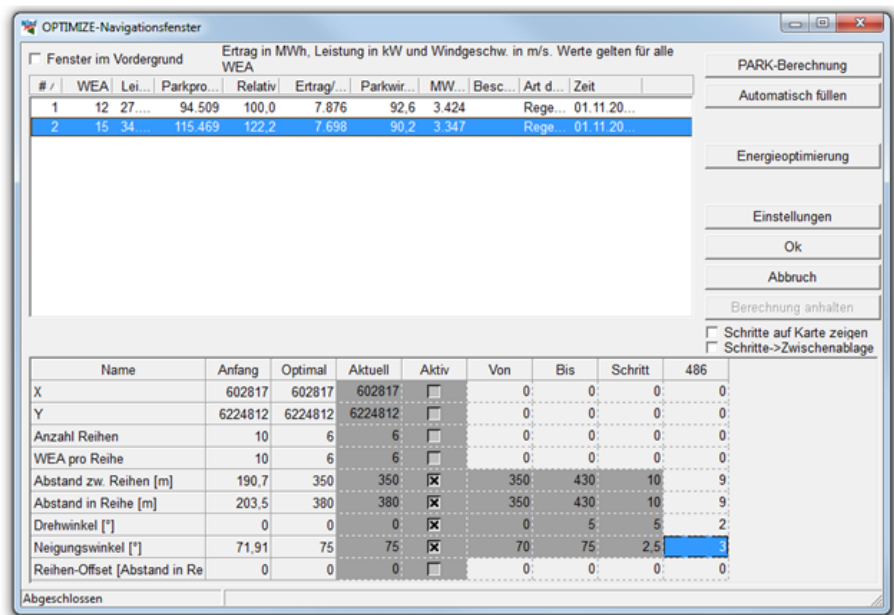 OPTIMIZE-Navigationsfenster
Fenster im Vordergrund
Ertrag in MWh, Leistung in kW und Windgeschw. in m/s. Werte gelten für alle
WEA
# / WEA Lei... Parkpro... Relativ Ertrag/... Parkwir... MW... Besc... Art d... Zeit
1 12 27.... 94.509 100,0 7.876 92,6 3.424 Rege... 01.11.20...
2 15 34.... 115.469 122,2 7.698 90,2 3.347 Rege... 01.11.20...
PARK-Berechnung
Automatisch füllen
Energieoptimierung
Einstellungen
Ok
Abbruch
Berechnung anhalten
Schritte auf Karte zeigen
Schritte->Zwischenablage
Name Anfang Optimal Aktuell Aktiv Von Bis Schritt 486
X 602817 602817 602817 0 0 0 0
Y 6224812 6224812 6224812 0 0 0 0
Anzahl Reihen 10 6 6 0 0 0 0
WEA pro Reihe 10 6 6 0 0 0 0
Abstand zw. Reihen [m] 190,7 350 350 350 430 10 9
Abstand in Reihe [m] 203,5 380 380 350 430 10 9
Drehwinkel [°] 0 0 0 0 5 5 2
Neigungswinkel [°] 71,91 75 75 70 75 2,5 3
Reihen-Offset [Abstand in Re 0 0 0 0 0 0 0
Abgeschlossen